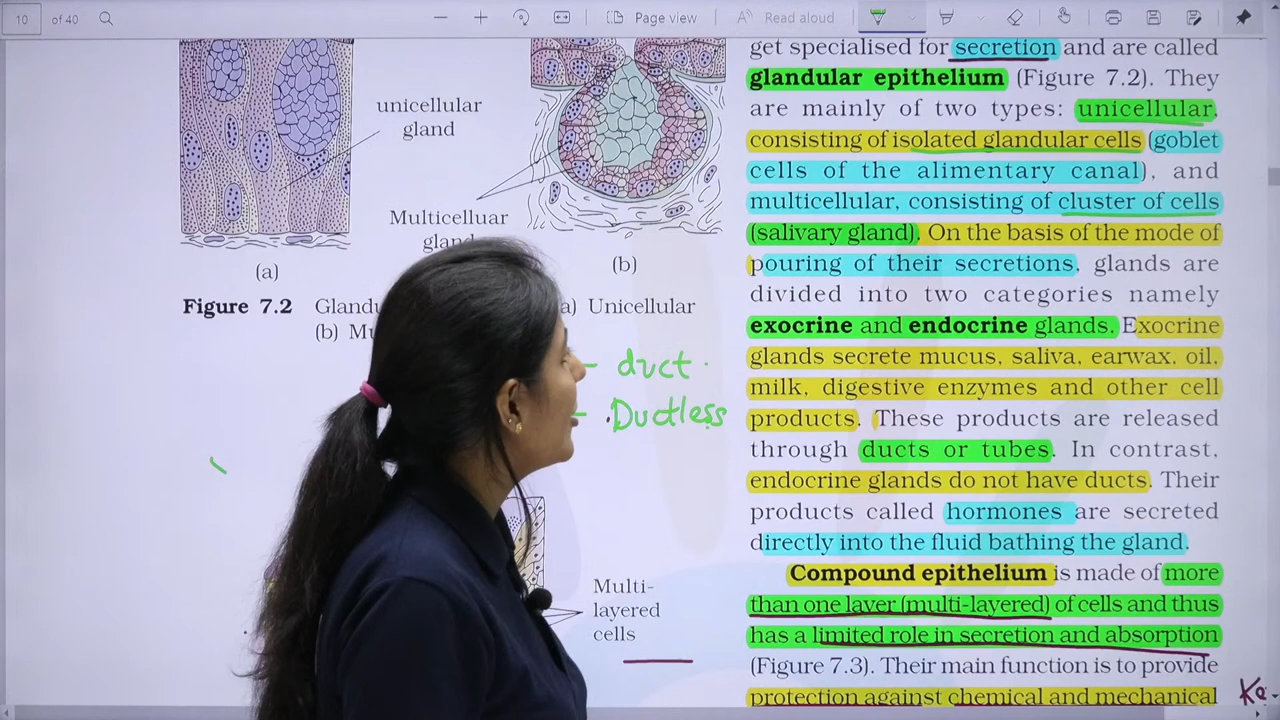 10 of 40 Page view Read aloud
unicellular
gland
Multicelluar
gland
(a)
(b)
Figure 7.2 Gland a) Unicellular
(b) Mu
– duct
– Ductless
Multi-
layered
cells
get specialised for secretion and are called
glandular epithelium (Figure 7.2). They
are mainly of two types: unicellular,
consisting of isolated glandular cells (goblet
cells of the alimentary canal), and
multicellular, consisting of cluster of cells
(salivary gland). On the basis of the mode of
pouring of their secretions, glands are
divided into two categories namely
exocrine and endocrine glands. Exocrine
glands secrete mucus, saliva, earwax, oil,
milk, digestive enzymes and other cell
products. These products are released
through ducts or tubes. In contrast,
endocrine glands do not have ducts. Their
products called hormones are secreted
directly into the fluid bathing the gland.
Compound epithelium is made of more
than one layer (multi-layered) of cells and thus
has a limited role in secretion and absorption
(Figure 7.3). Their main function is to provide
protection against chemical and mechanical